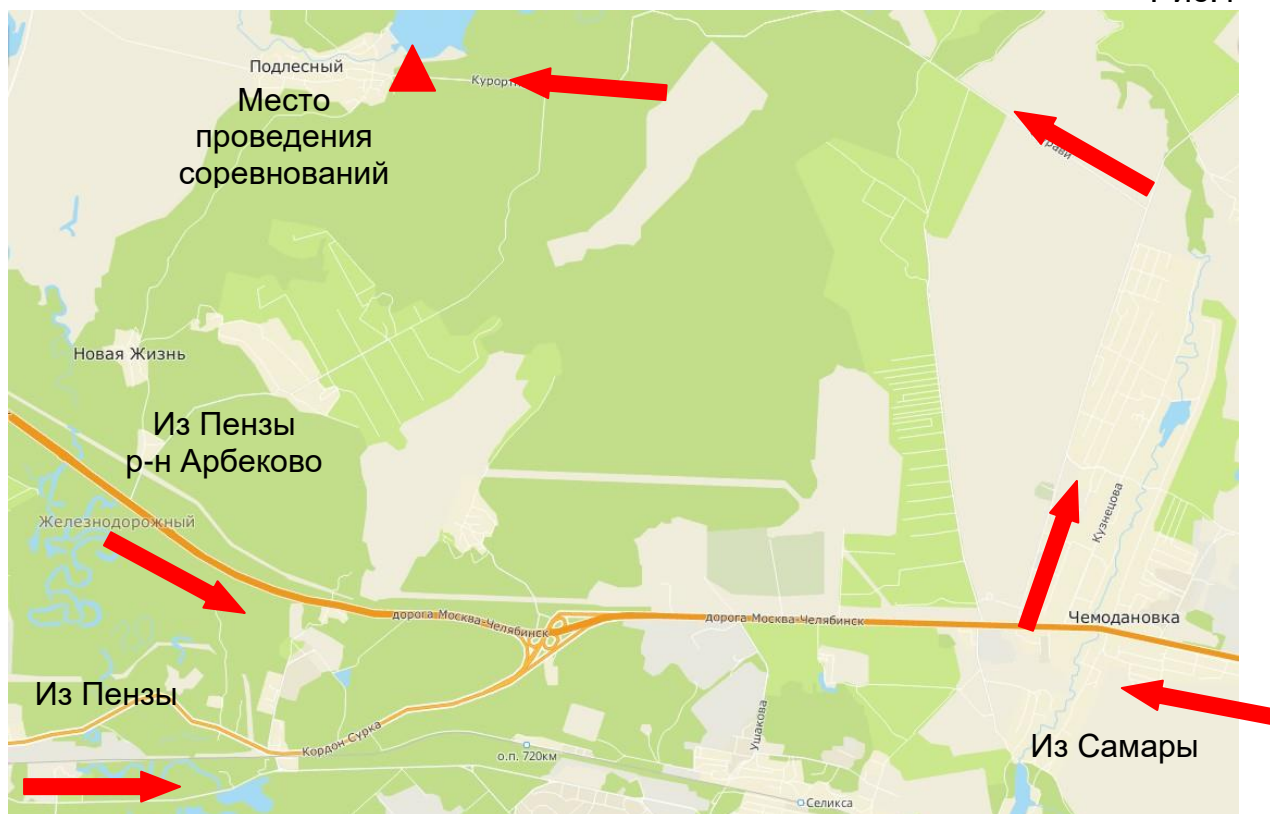 Подлесный
Место
проведения
соревнований
Новая Жизнь
Из Пензы
р-н Арбеково
Железнодорожный
Кузнецова
дорога Москва-Челябинск
дорога Москва-Челябинск
Чемодановка
Из Пензы
Кордон Сурка
о.п. 720км
Ушакова
Из Самары
Селикса